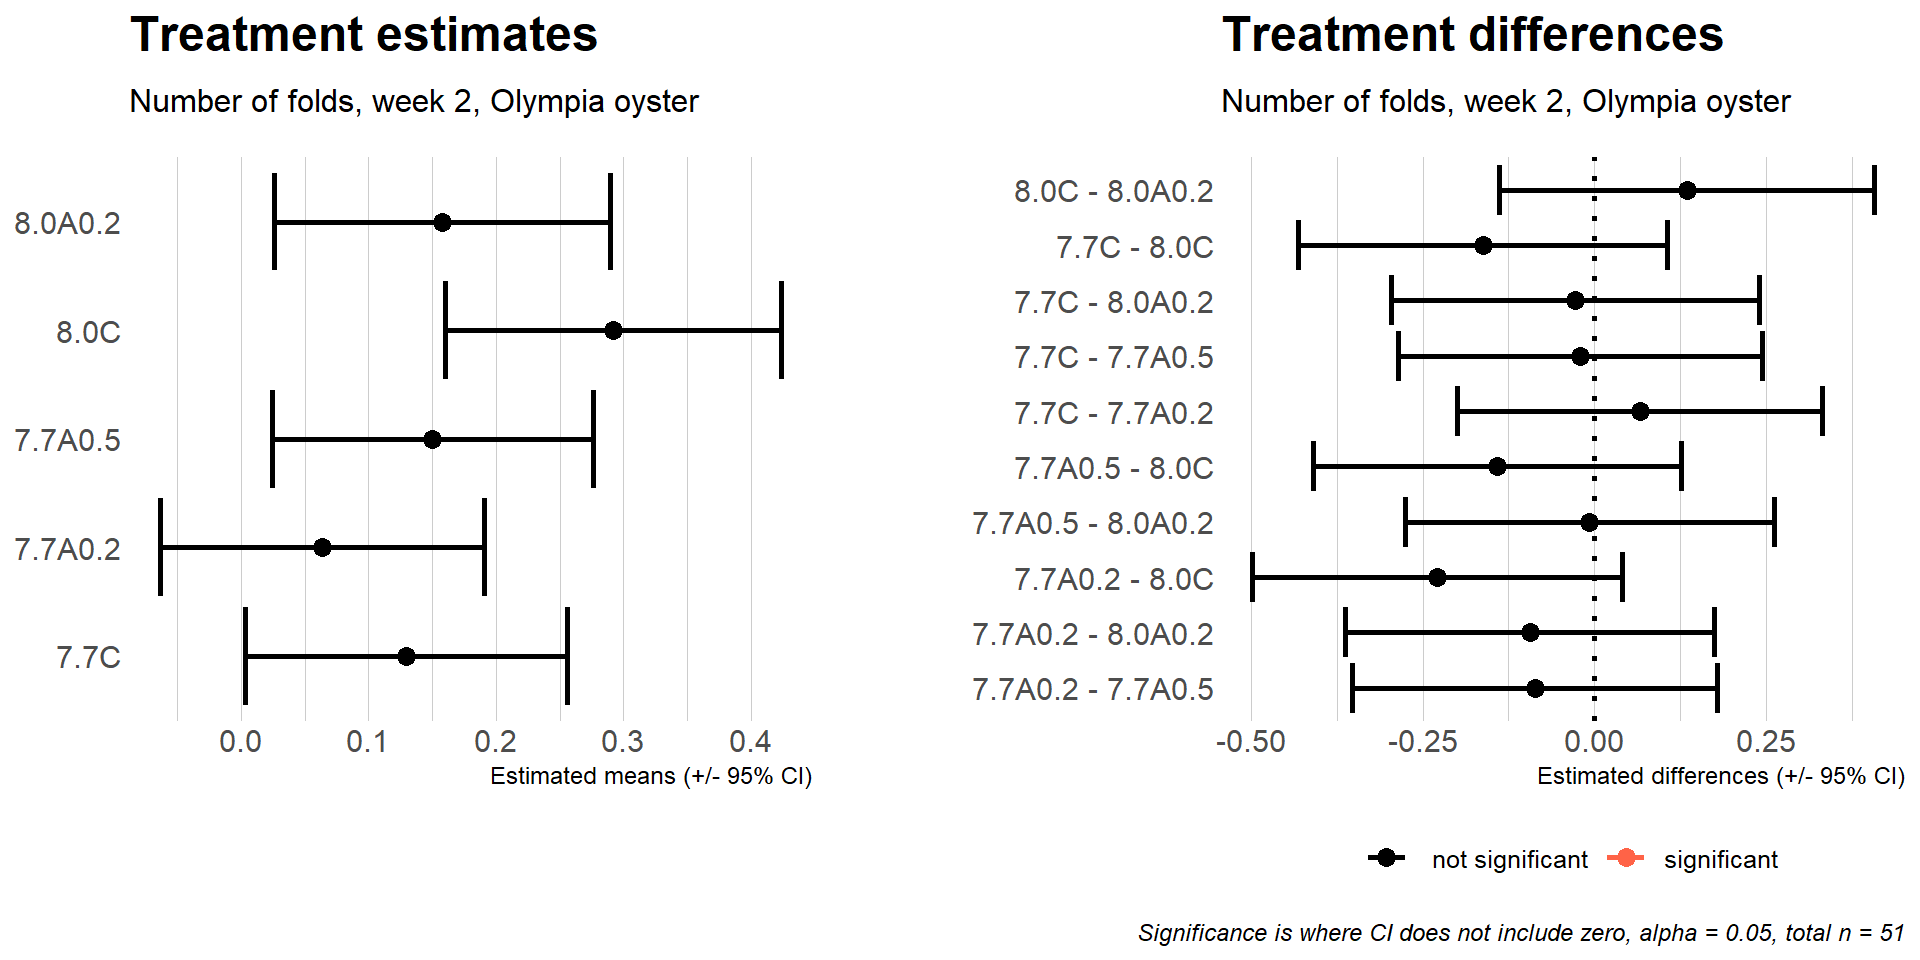 Treatment estimates
Number of folds, week 2, Olympia oyster
8.0A0.2
8.0C
7.7A0.5
7.7A0.2
7.7C
0.0 0.1 0.2 0.3 0.4
Estimated means (+/- 95% CI)
Treatment differences
Number of folds, week 2, Olympia oyster
8.0C - 8.0A0.2
7.7C - 8.0C
7.7C - 8.0A0.2
7.7C - 7.7A0.5
7.7C - 7.7A0.2
7.7A0.5 - 8.0C
7.7A0.5 - 8.0A0.2
7.7A0.2 - 8.0C
7.7A0.2 - 8.0A0.2
7.7A0.2 - 7.7A0.5
-0.50 -0.25 0.00 0.25
Estimated differences (+/- 95% CI)
not significant significant
Significance is where CI does not include zero, alpha = 0.05, total n = 51